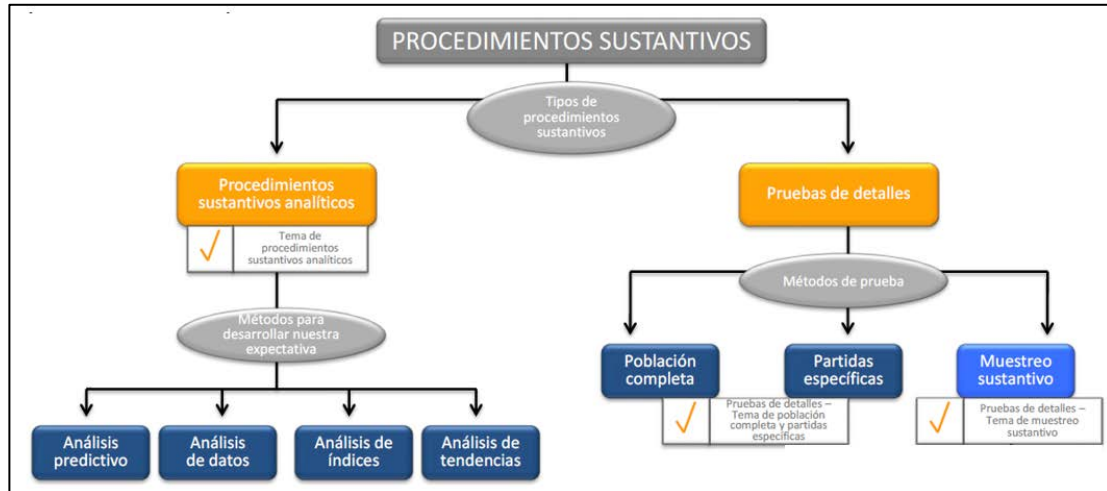 PROCEDIMIENTOS SUSTANTIVOS
Tipos de
procedimientos
sustantivos
Procedimientos
sustantivos analíticos
Tema de
procedimientos
sustantivos analíticos
Métodos para
desarrollar nuestra
expectativa
Análisis
predictivo
Análisis
de datos
Análisis de
índices
Análisis de
tendencias
Pruebas de detalles
Métodos de prueba
Población
completa
Partidas
específicas
Pruebas de detalles –
Tema de población
completa y partidas
específicas
Muestreo
sustantivo
Pruebas de detalles –
Tema de muestreo
sustantivo